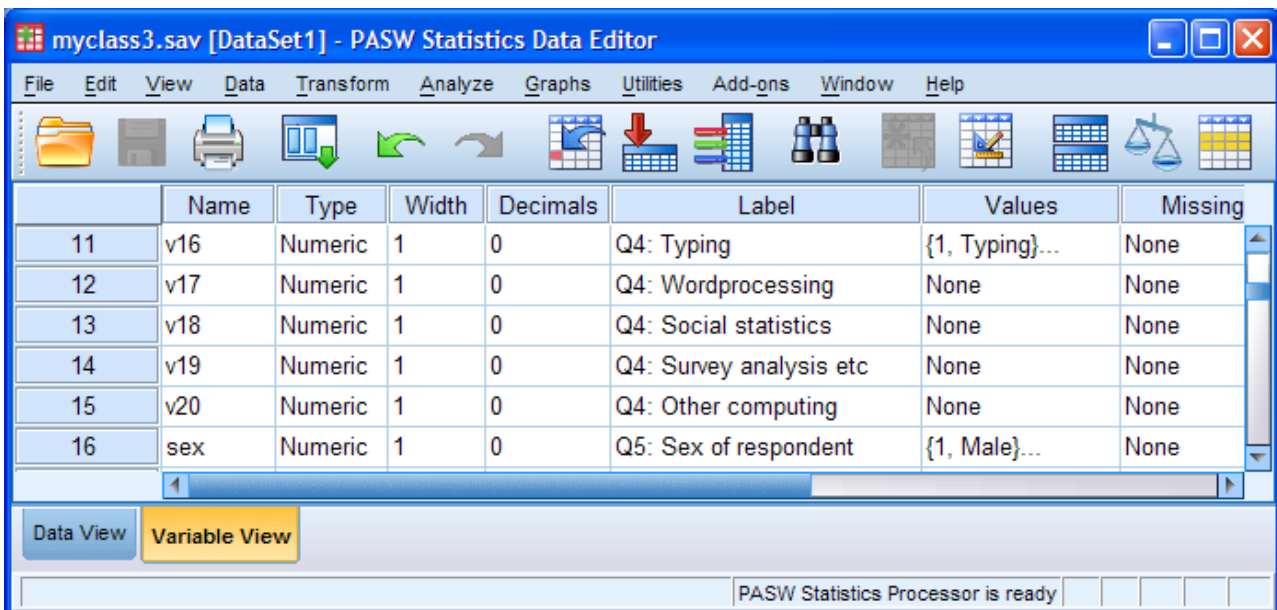 myclass3.sav [DataSet1] - PASW Statistics Data Editor
File Edit View Data Transform Analyze Graphs Utilities Add-ons Window Help
Name Type Width Decimals Label Values Missing
11 v16 Numeric 1 0 Q4: Typing {1, Typing}... None
12 v17 Numeric 1 0 Q4: Wordprocessing None None
13 v18 Numeric 1 0 Q4: Social statistics None None
14 v19 Numeric 1 0 Q4: Survey analysis etc None None
15 v20 Numeric 1 0 Q4: Other computing None None
16 sex Numeric 1 0 Q5: Sex of respondent {1, Male}... None
Data View Variable View
PASW Statistics Processor is ready